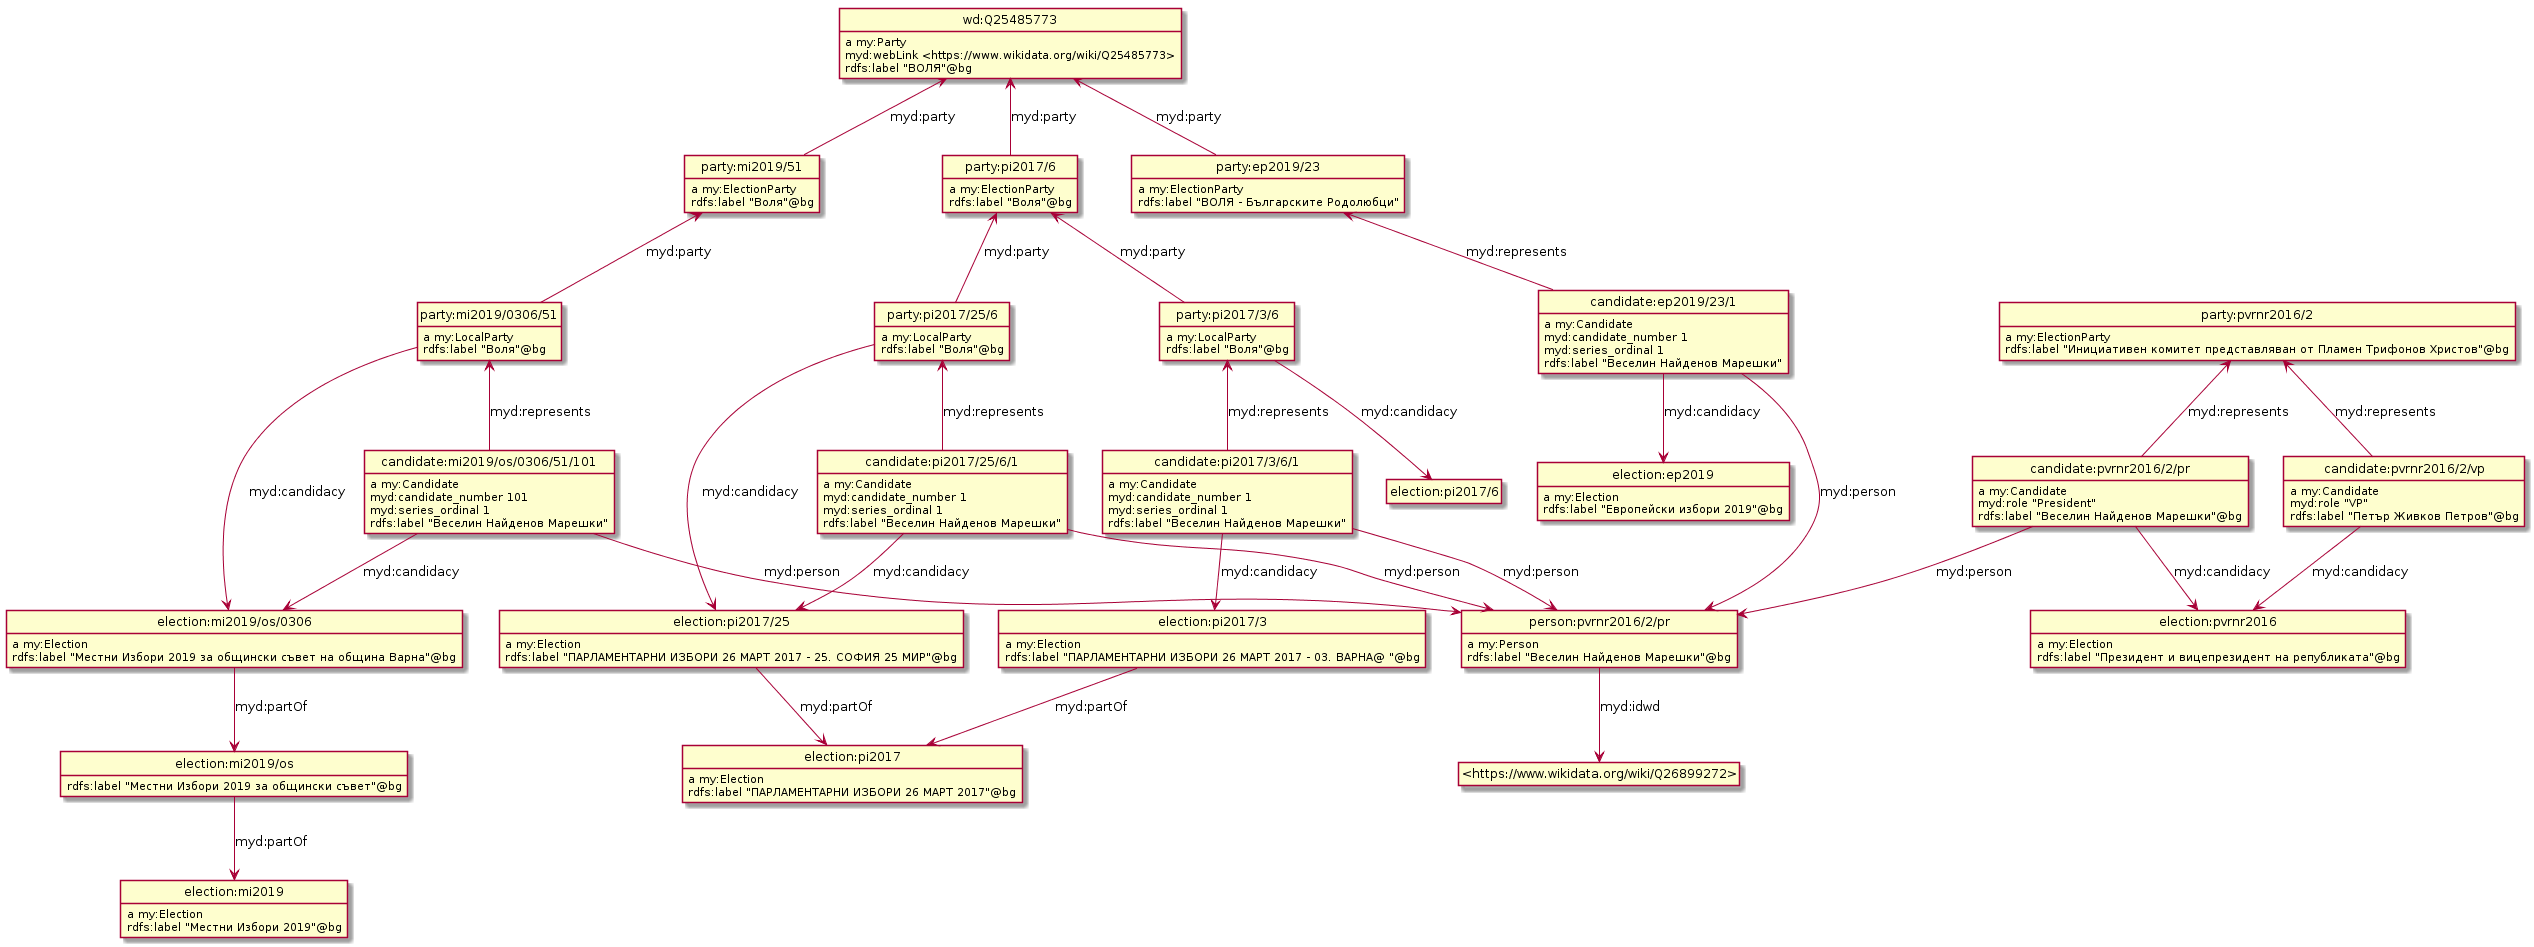 wd:Q25485773
a my:Party
myd:webLink <https://www.wikidata.org/wiki/Q25485773>
rdfs:label "ВОЛЯ"@bg
myd:party
myd:party
myd:party
party:mi2019/51
a my:ElectionParty
rdfs:label "Воля"@bg
party:pi2017/6
a my:ElectionParty
rdfs:label "Воля"@bg
party:ep2019/23
a my:ElectionParty
rdfs:label "ВОЛЯ - Българските Родолюбци"
myd:party
myd:party
myd:party
myd:represents
party:mi2019/0306/51
a my:LocalParty
rdfs:label "Воля"@bg
party:pi2017/25/6
a my:LocalParty
rdfs:label "Воля"@bg
party:pi2017/3/6
a my:LocalParty
rdfs:label "Воля"@bg
candidate:ep2019/23/1
a my:Candidate
myd:candidate_number 1
myd:series_ordinal 1
rdfs:label "Веселин Найденов Марешки"
party:pvrnr2016/2
a my:ElectionParty
rdfs:label "Инициативен комитет представляван от Пламен Трифонов Христов"@bg
myd:represents
myd:represents
myd:represents
myd:candidacy
myd:candidacy
myd:represents
myd:represents
myd:candidacy
candidate:mi2019/os/0306/51/101
a my:Candidate
myd:candidate_number 101
myd:series_ordinal 1
rdfs:label "Веселин Найденов Марешки"
myd:candidacy
candidate:pi2017/25/6/1
a my:Candidate
myd:candidate_number 1
myd:series_ordinal 1
rdfs:label "Веселин Найденов Марешки"
candidate:pi2017/3/6/1
a my:Candidate
myd:candidate_number 1
myd:series_ordinal 1
rdfs:label "Веселин Найденов Марешки"
election:pi2017/6
election:ep2019
a my:Election
rdfs:label "Европейски избори 2019"@bg
myd:person
candidate:pvrnr2016/2/pr
a my:Candidate
myd:role "President"
rdfs:label "Веселин Найденов Марешки"@bg
candidate:pvrnr2016/2/vp
a my:Candidate
myd:role "VP"
rdfs:label "Петър Живков Петров"@bg
myd:candidacy
myd:person
myd:candidacy
myd:candidacy
myd:person
myd:person
myd:person
myd:candidacy
myd:candidacy
election:mi2019/os/0306
a my:Election
rdfs:label "Местни Избори 2019 за общински съвет на община Варна"@bg
election:pi2017/25
a my:Election
rdfs:label "ПАРЛАМЕНТАРНИ ИЗБОРИ 26 МАРТ 2017 - 25. СОФИЯ 25 МИР"@bg
election:pi2017/3
a my:Election
rdfs:label "ПАРЛАМЕНТАРНИ ИЗБОРИ 26 МАРТ 2017 - 03. ВАРНА@ "@bg
person:pvrnr2016/2/pr
a my:Person
rdfs:label "Веселин Найденов Марешки"@bg
election:pvrnr2016
a my:Election
rdfs:label "Президент и вицепрезидент на републиката"@bg
myd:partOf
myd:partOf
myd:partOf
myd:idwd
election:mi2019/os
rdfs:label "Местни Избори 2019 за общински съвет"@bg
election:pi2017
a my:Election
rdfs:label "ПАРЛАМЕНТАРНИ ИЗБОРИ 26 МАРТ 2017"@bg
<https://www.wikidata.org/wiki/Q26899272>
myd:partOf
election:mi2019
a my:Election
rdfs:label "Местни Избори 2019"@bg